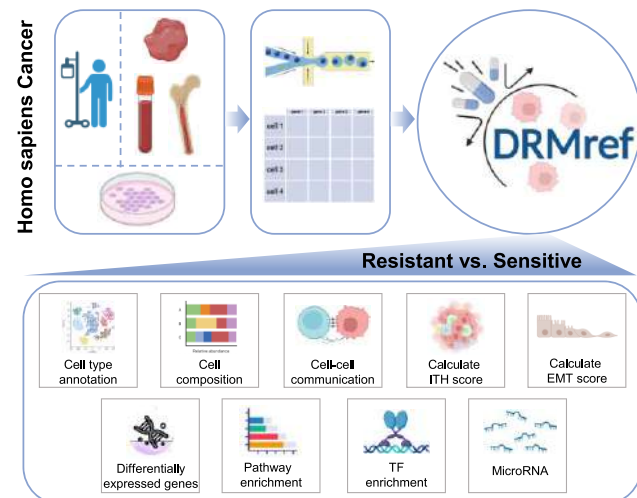 Homo sapiens Cancer
cell 1
cell 2
cell 3
cell 4
DRMref
Resistant vs. Sensitive
Cell type
annotation
Cell
composition
Cell-cell
communication
Calculate
ITH score
Calculate
EMT score
Differentially
expressed genes
Pathway
enrichment
TF
enrichment
MicroRNA